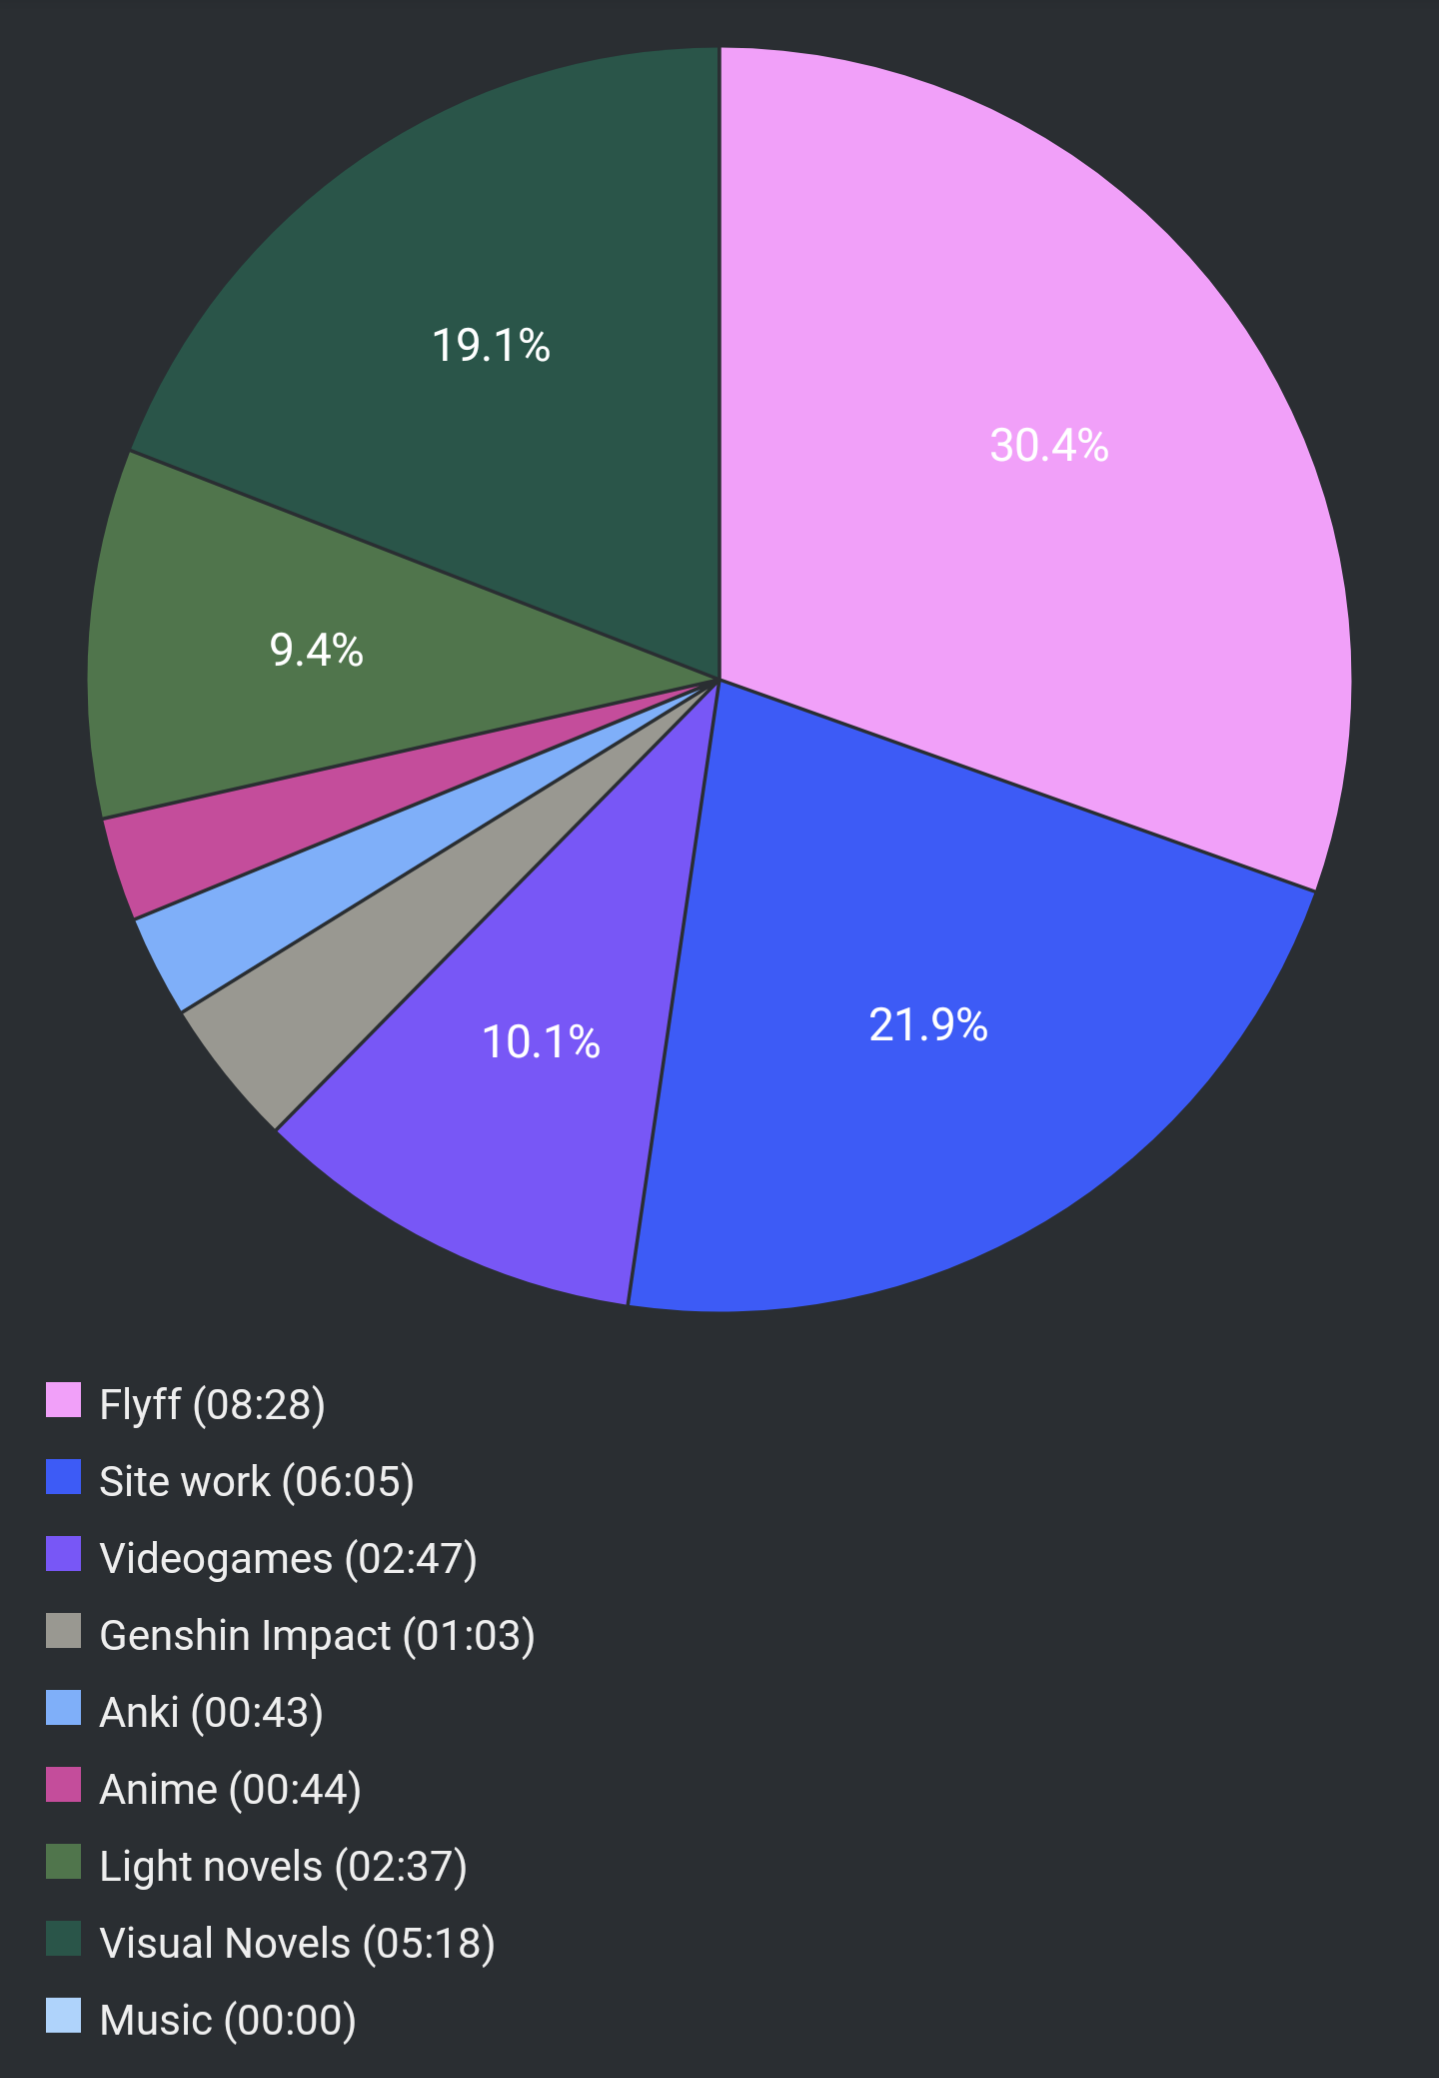 19.1%
30.4%
9.4%
21.9%
10.1%
Flyff (08:28)
Site work (06:05)
Videogames (02:47)
Genshin Impact (01:03)
Anki (00:43)
Anime (00:44)
Light novels (02:37)
Visual Novels (05:18)
Music (00:00)